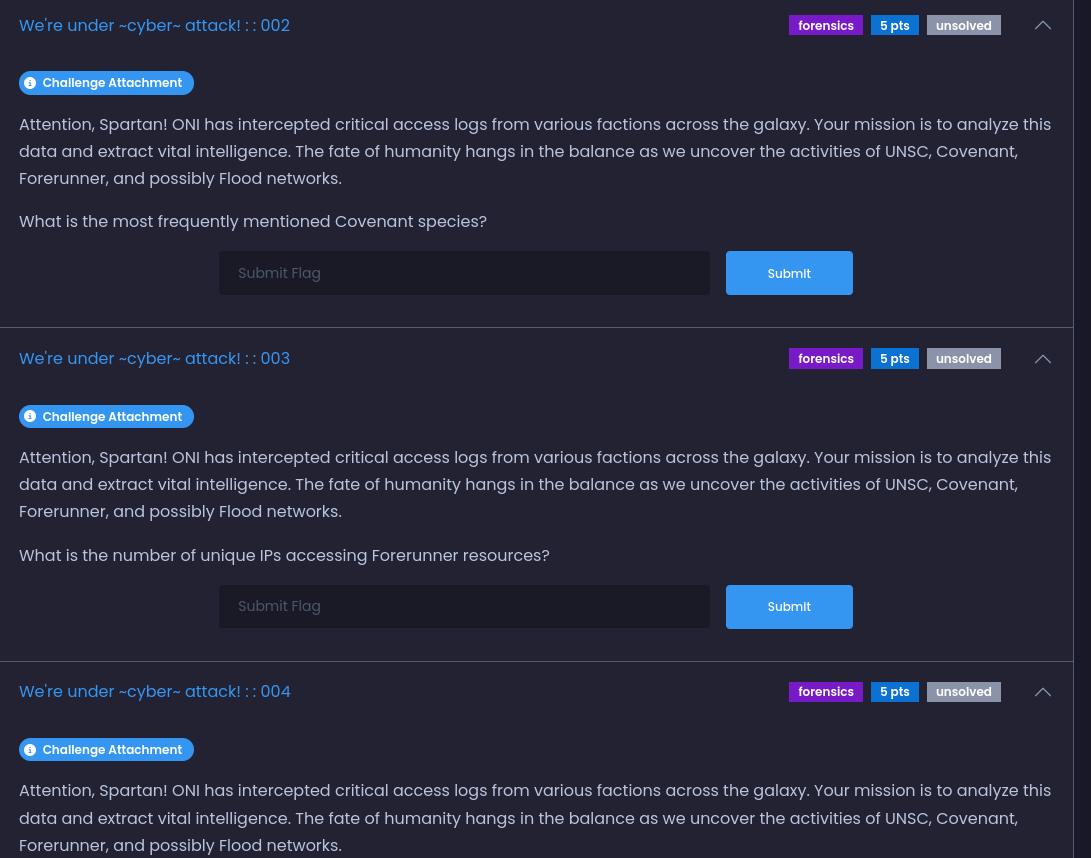 We're under ~cyber~ attack! : : 002
forensics
5 pts
unsolved
Challenge Attachment
Attention, Spartan! ONI has intercepted critical access logs from various factions across the galaxy. Your mission is to analyze this
data and extract vital intelligence. The fate of humanity hangs in the balance as we uncover the activities of UNSC, Covenant,
Forerunner, and possibly Flood networks.
What is the most frequently mentioned Covenant species?
Submit Flag
Submit
We're under ~cyber~ attack! : : 003
forensics
5 pts
unsolved
Challenge Attachment
Attention, Spartan! ONI has intercepted critical access logs from various factions across the galaxy. Your mission is to analyze this
data and extract vital intelligence. The fate of humanity hangs in the balance as we uncover the activities of UNSC, Covenant,
Forerunner, and possibly Flood networks.
What is the number of unique IPs accessing Forerunner resources?
Submit Flag
Submit
We're under ~cyber~ attack! : : 004
forensics
5 pts
unsolved
Challenge Attachment
Attention, Spartan! ONI has intercepted critical access logs from various factions across the galaxy. Your mission is to analyze this
data and extract vital intelligence. The fate of humanity hangs in the balance as we uncover the activities of UNSC, Covenant,
Forerunner, and possibly Flood networks.